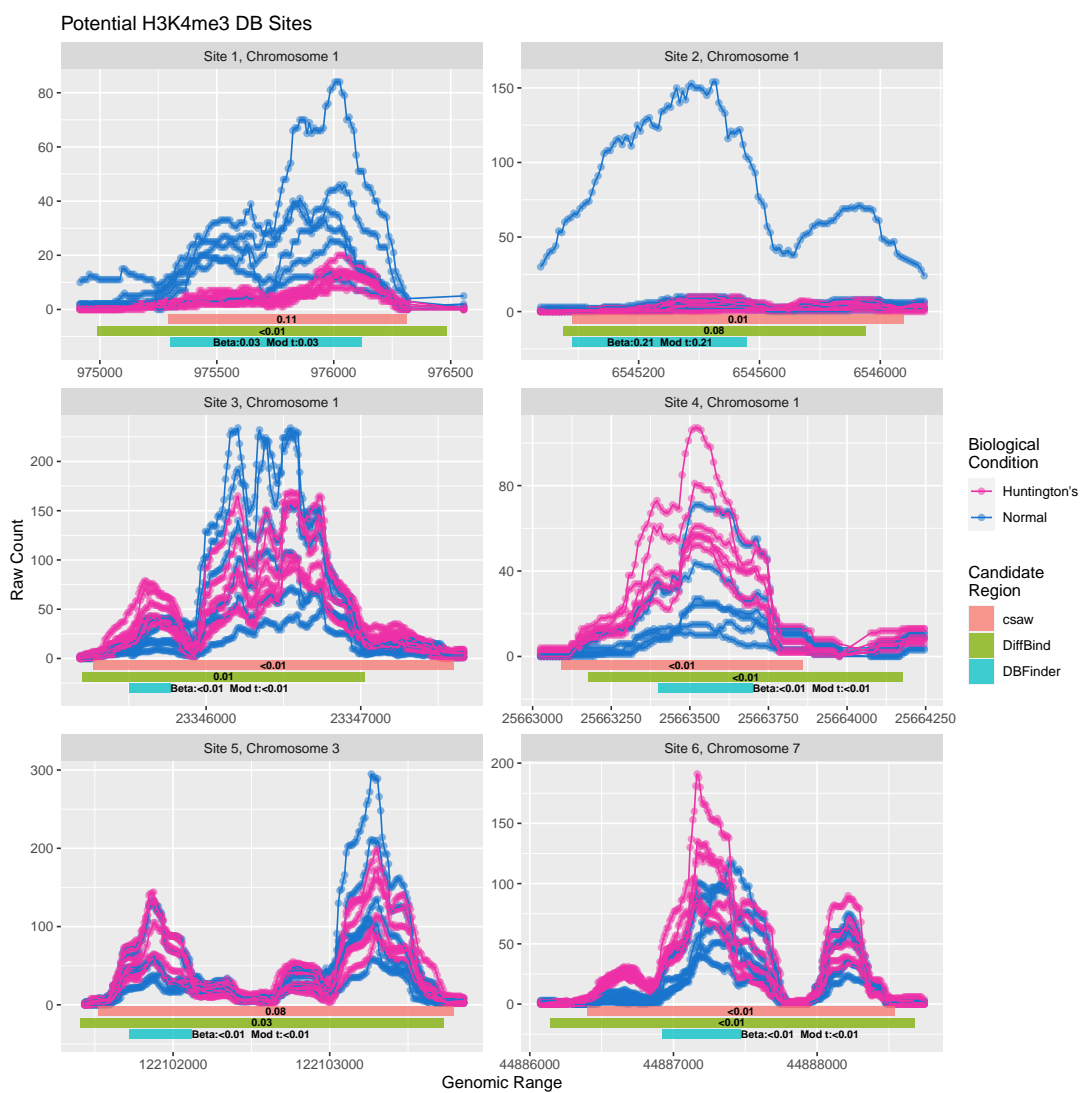 Potential H3K4me3 DB Sites
Site 1, Chromosome 1
80
60
40
20
0
0.11
<0.01
Beta:0.03 Mod t:0.03
975000 975500 976000 976500
Site 2, Chromosome 1
150
100
50
0
0.01
0.08
Beta:0.21 Mod t:0.21
6545200 6545600 6546000
Site 3, Chromosome 1
200
150
100
50
0
<0.01
0.01
Beta:<0.01 Mod t:<0.01
23346000 23347000
Site 4, Chromosome 1
80
40
0
<0.01
<0.01
Beta:<0.01 Mod t:<0.01
25663000 25663250 25663500 25663750 25664000 25664250
Site 5, Chromosome 3
300
200
100
0
0.08
0.03
Beta:<0.01 Mod t:<0.01
122102000 122103000
Site 6, Chromosome 7
200
150
100
50
0
<0.01
<0.01
Beta:<0.01 Mod t:<0.01
44886000 44887000 44888000
Raw Count
Genomic Range
Biological
Condition
Huntington's
Normal
Candidate
Region
csaw
DiffBind
DBFinder